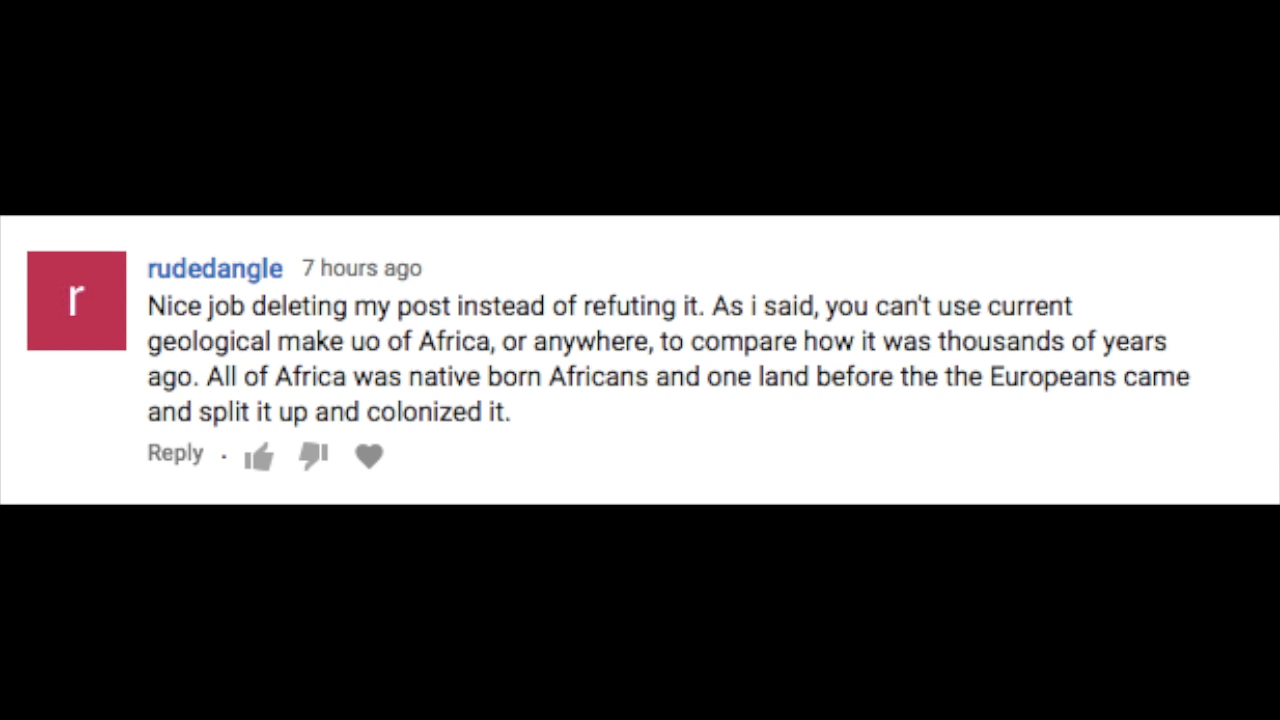 r
rudedangle 7 hours ago
Nice job deleting my post instead of refuting it. As i said, you can't use current
geological make uo of Africa, or anywhere, to compare how it was thousands of years
ago. All of Africa was native born Africans and one land before the the Europeans came
and split it up and colonized it.
Reply